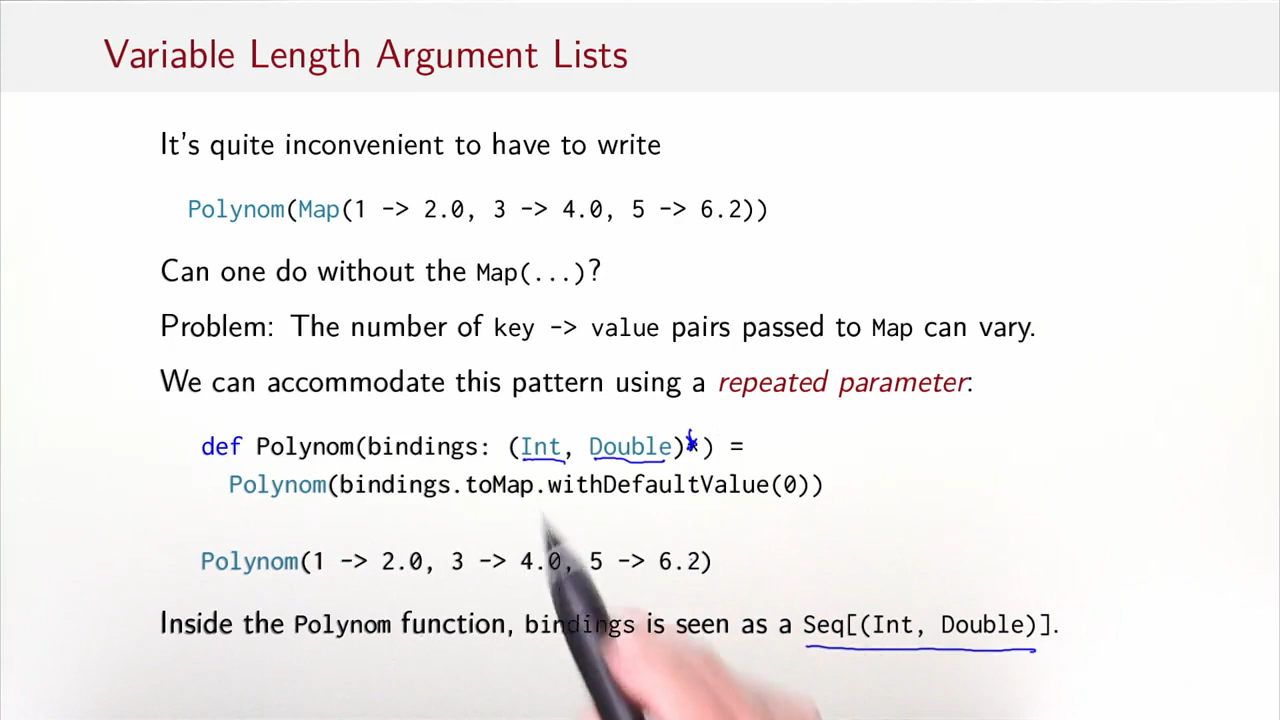 Variable Length Argument Lists
It's quite inconvenient to have to write
Polynom(Map(1 -> 2.0, 3 -> 4.0, 5 -> 6.2))
Can one do without the Map(...)?
Problem: The number of key -> value pairs passed to Map can vary.
We can accommodate this pattern using a repeated parameter:
def Polynom(bindings: (Int, Double)*) =
Polynom(bindings.toMap.withDefaultValue(0))
Polynom(1 -> 2.0, 3 -> 4.0, 5 -> 6.2)
Inside the Polynom function, bindings is seen as a Seq[(Int, Double)].